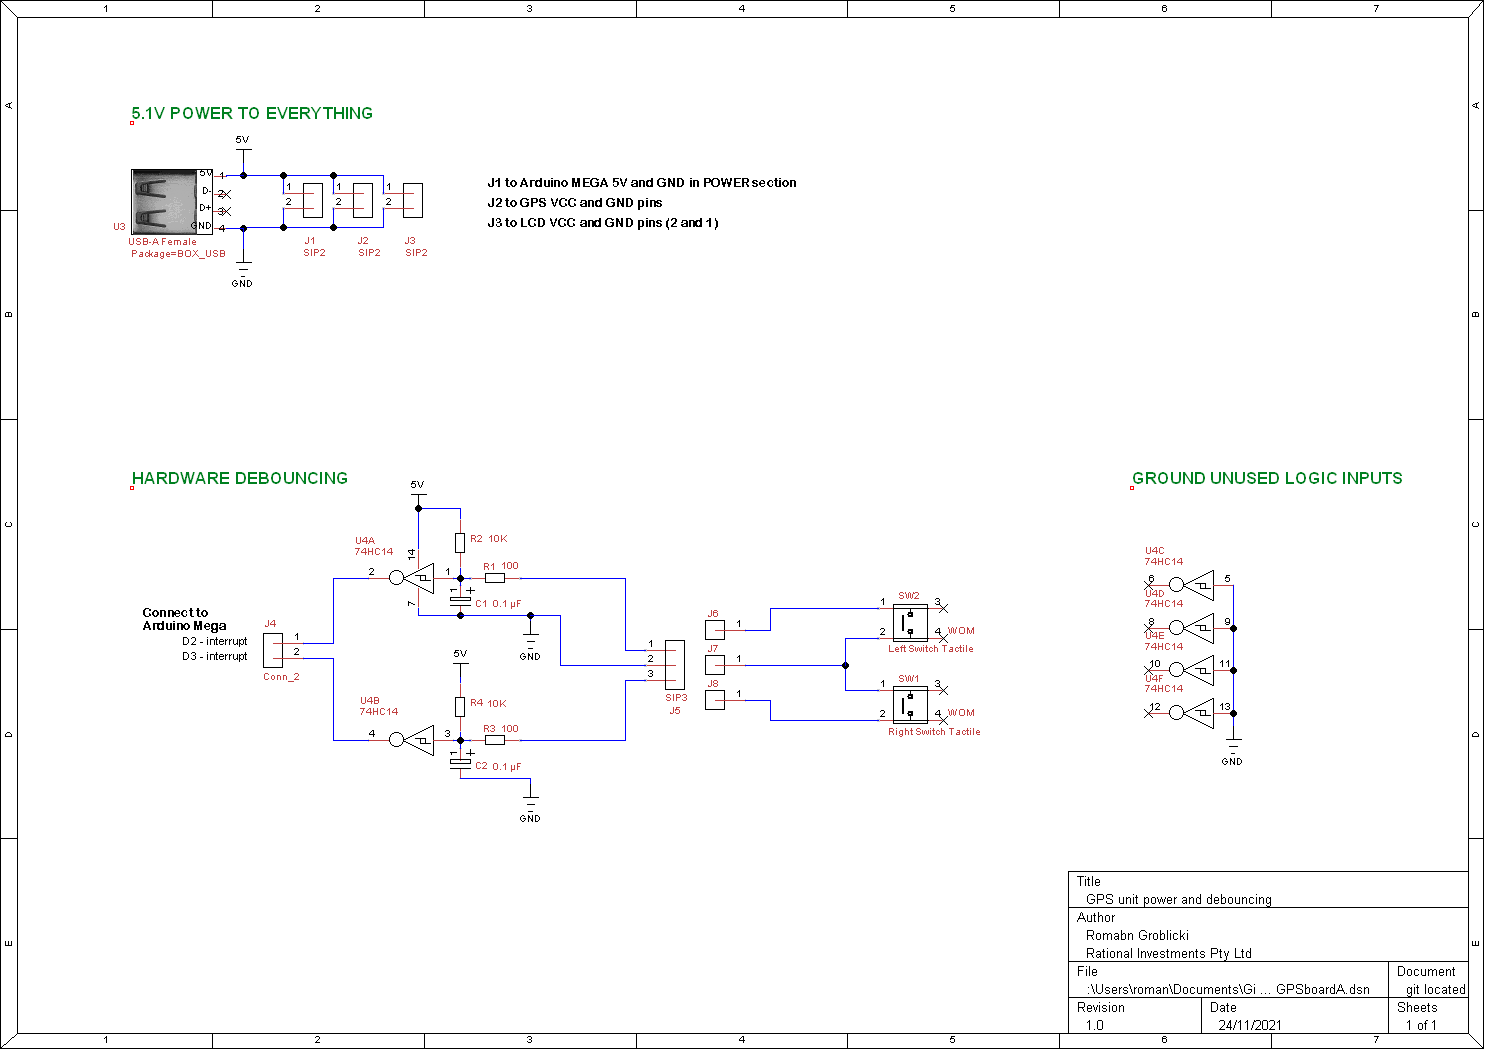 1 2 3 4 5 6 7
A A
B B
C C
D D
E E
5.1V POWER TO EVERYTHING
5V
5V 1
D- 2
D+ 3
GND 4
U3
USB-A Female
Package=BOX_USB
GND
1
2
J1
SIP2
1
2
J2
SIP2
1
2
J3
SIP2
J1 to Arduino MEGA 5V and GND in POWER section
J2 to GPS VCC and GND pins
J3 to LCD VCC and GND pins (2 and 1)
HARDWARE DEBOUNCING
5V
U4A
74HC14
14
2
1
7
R2 10K
R1 100
1 +
C1 0.1 µF
GND
Connect to
Arduino Mega
D2 - interrupt
D3 - interrupt
J4
1
2
Conn_2
5V
U4B
74HC14
4
3
R4 10K
R3 100
1 +
C2 0.1 µF
GND
1
2
3
SIP3
J5
J6
1
J7
1
J8
1
SW2
1 3
2 4 WOM
Left Switch Tactile
SW1
1 3
2 4 WOM
Right Switch Tactile
GROUND UNUSED LOGIC INPUTS
U4C
74HC14
6 5
U4D
74HC14
8 9
U4E
74HC14
10 11
U4F
74HC14
12 13
GND
Title
GPS unit power and debouncing
Author
Romabn Groblicki
Rational Investments Pty Ltd
File Document
:\Users\roman\Documents\Gi ... GPSboardA.dsn git located
Revision Date Sheets
1.0 24/11/2021 1 of 1
1 2 3 4 5 6 7